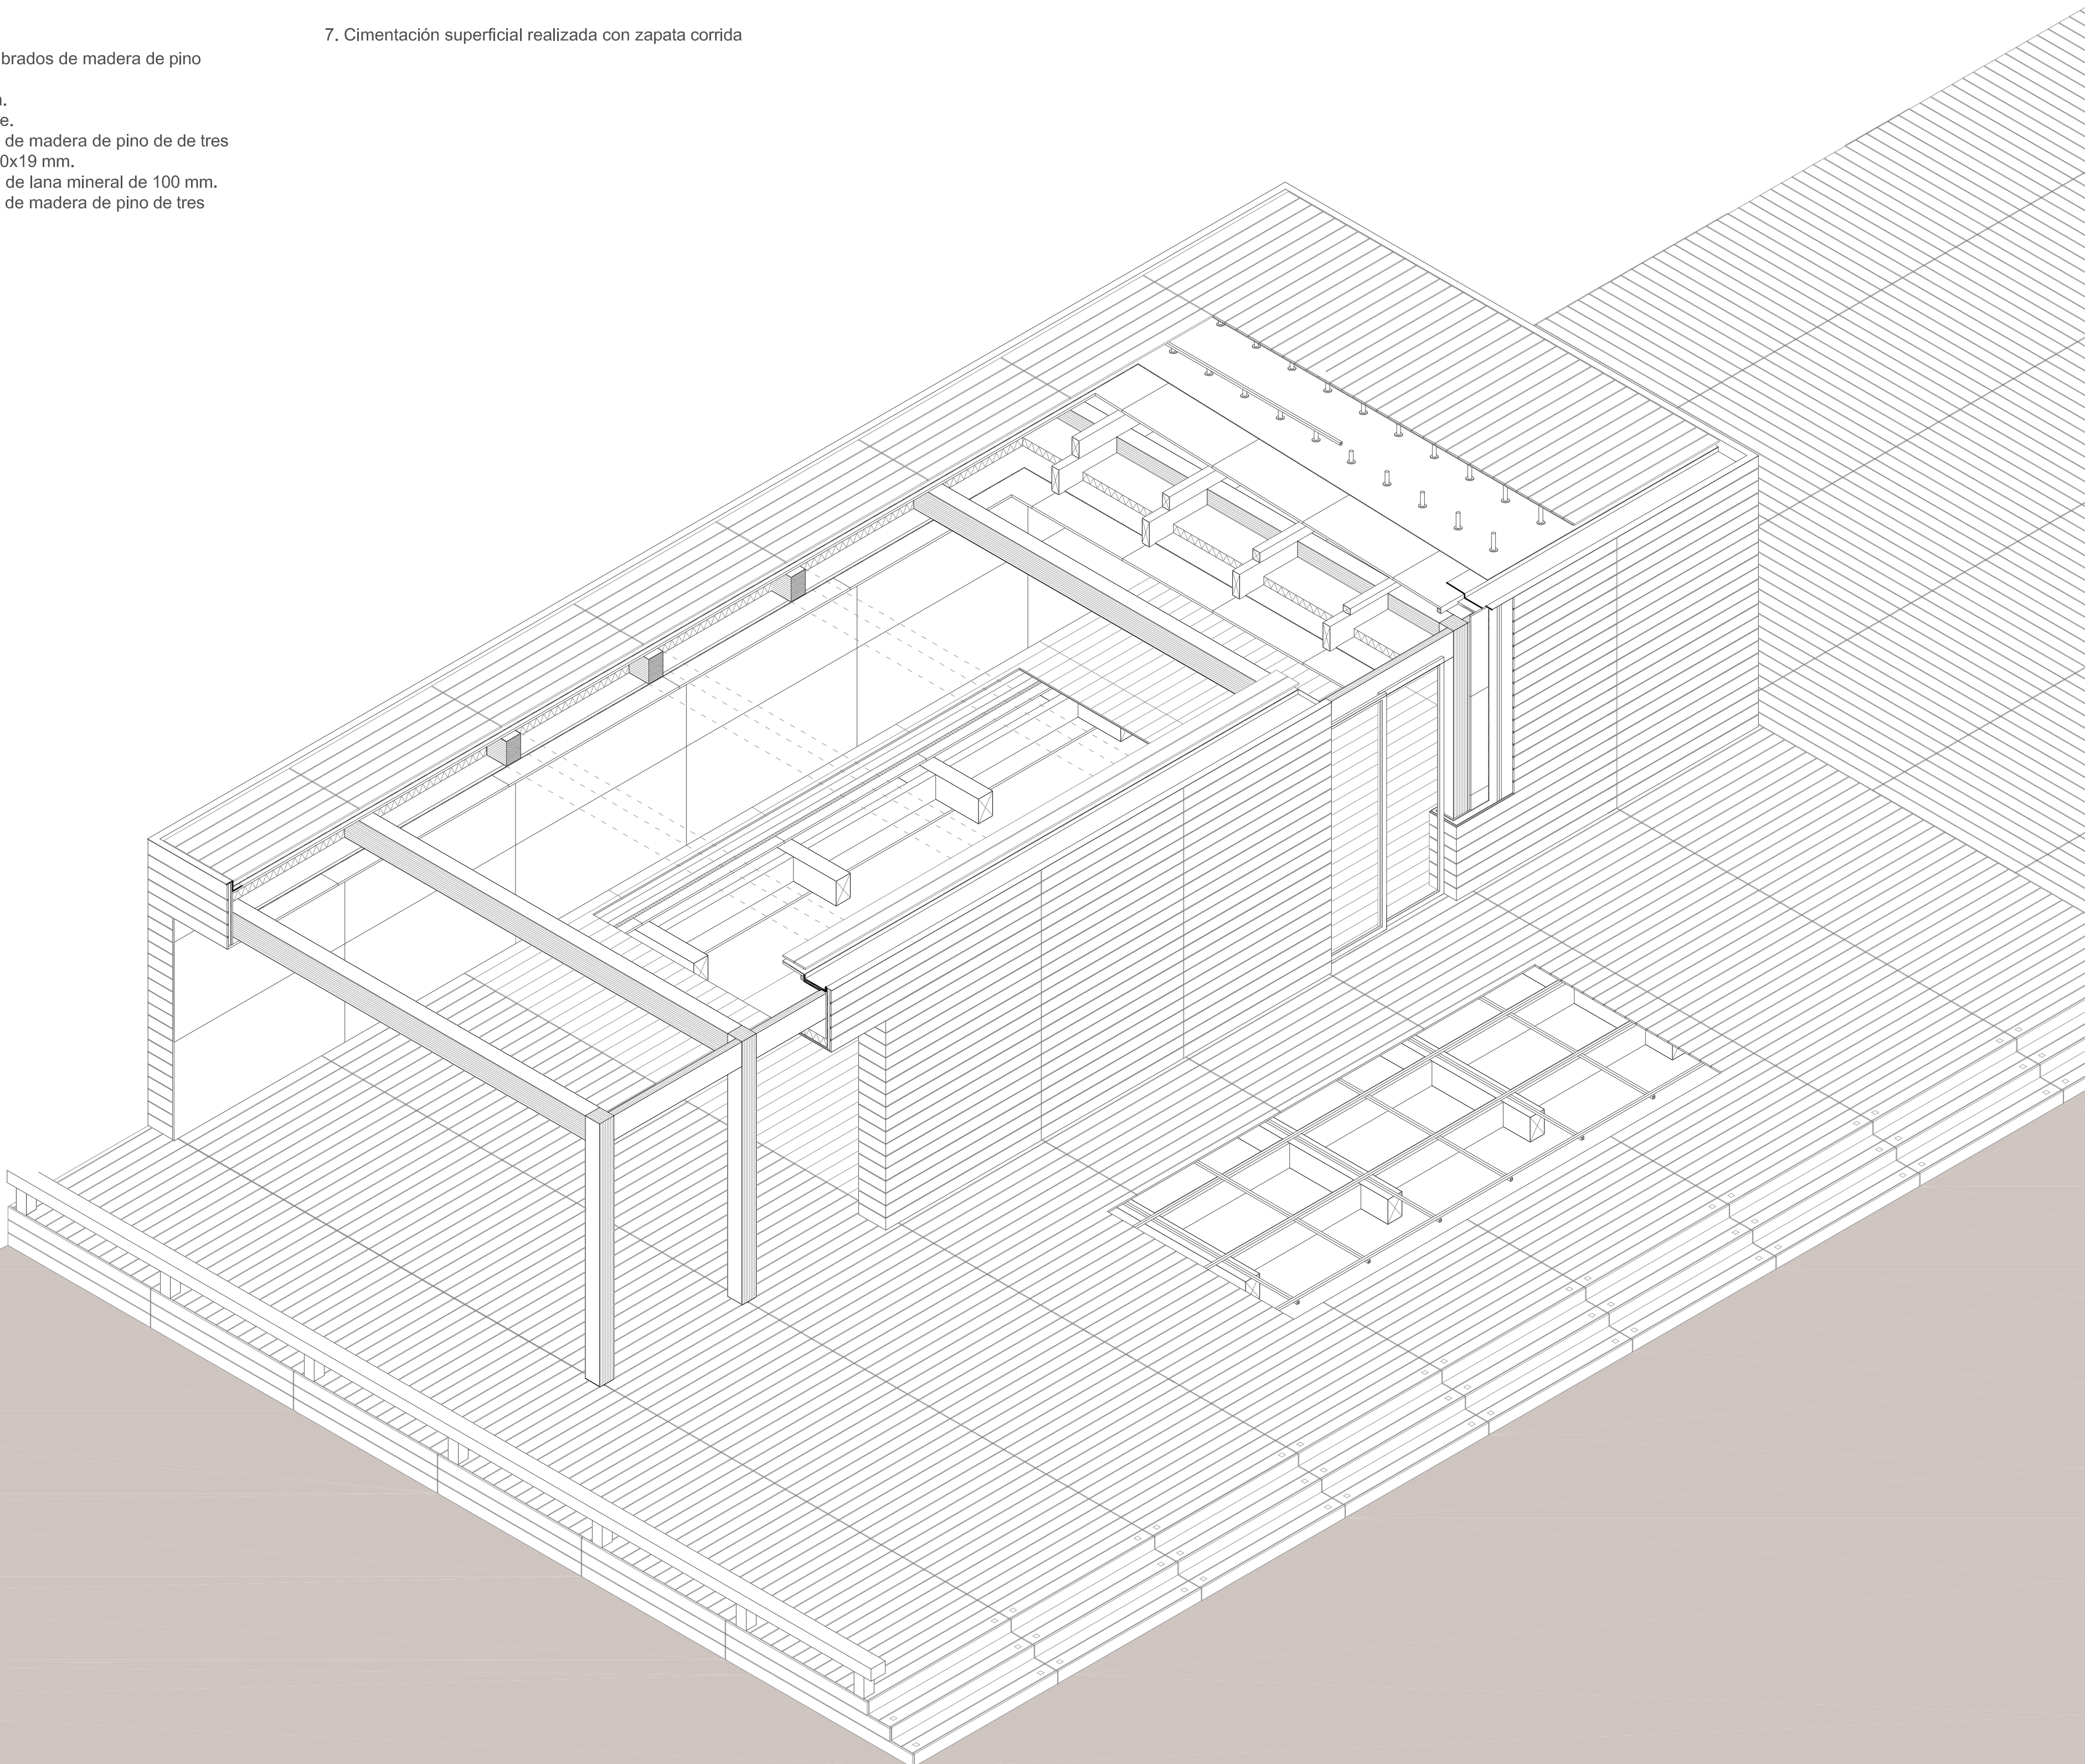 brados de madera de pino
e.
de madera de pino de de tres
0x19 mm.
de lana mineral de 100 mm.
de madera de pino de tres
7. Cimentación superficial realizada con zapata corrida